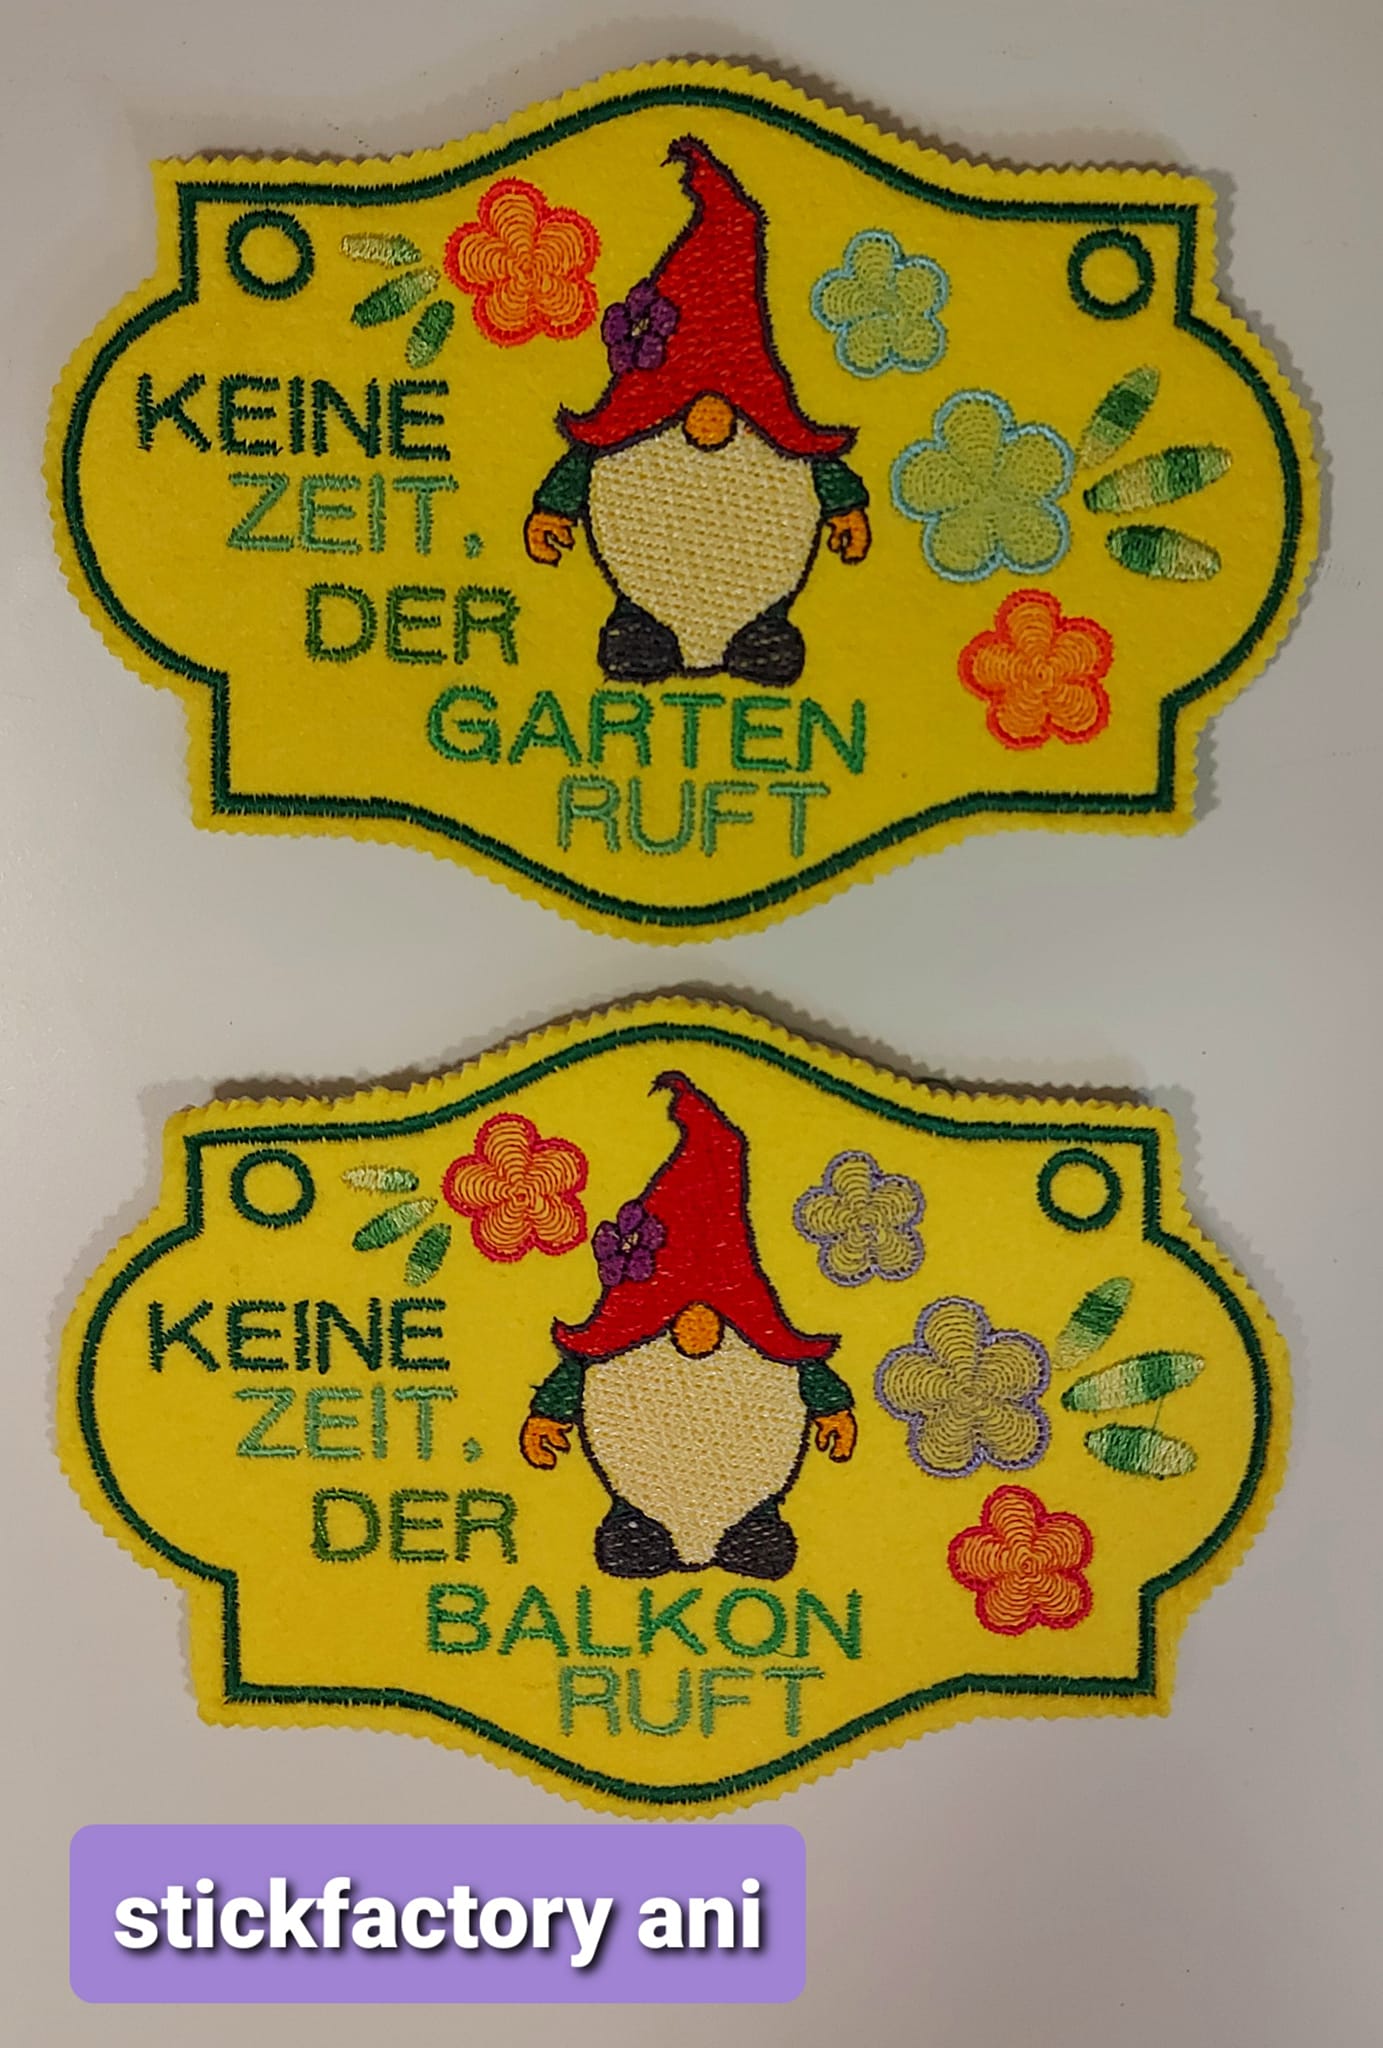 KEINE
ZEIT,
DER
GARTEN
RUFT
KEINE
ZEIT,
DER
BALKON
RUFT
stickfactory ani